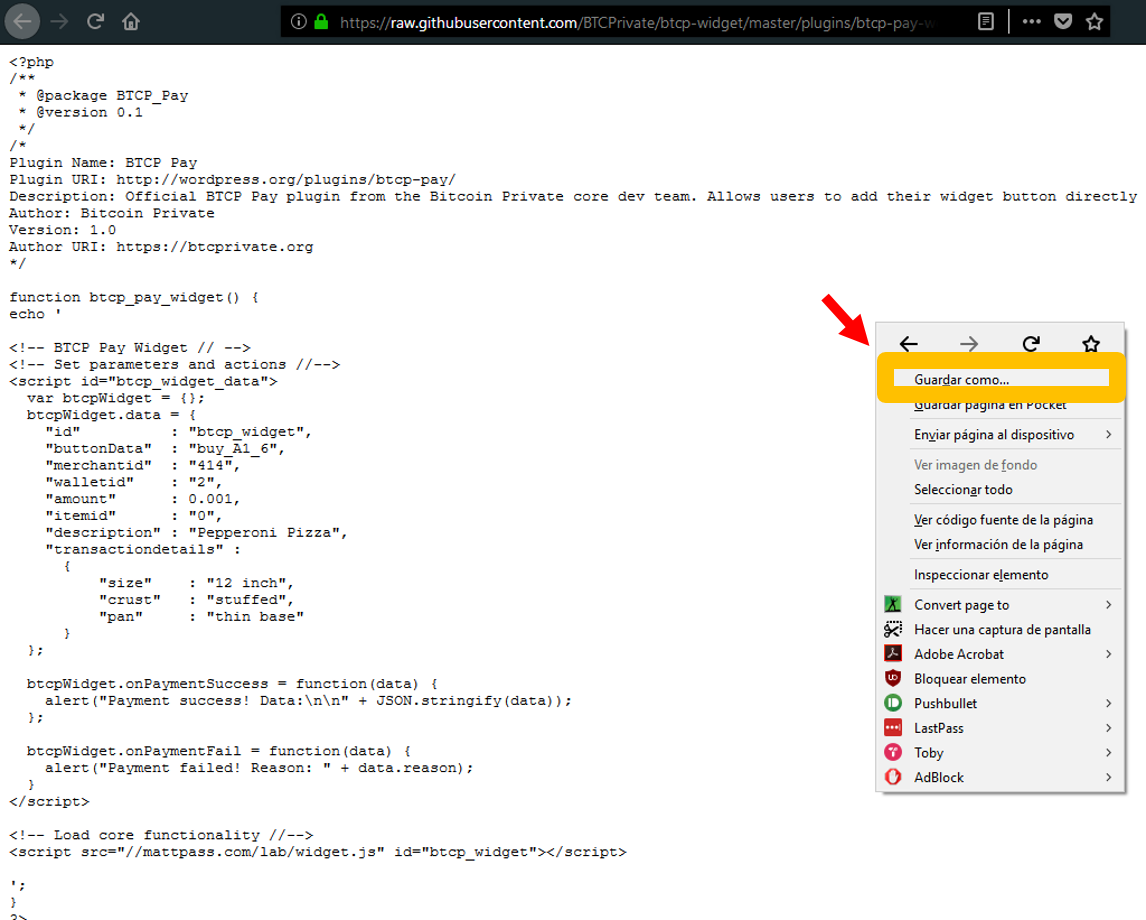 https://raw.githubusercontent.com/BTCPrivate/btcp-widget/master/plugins/btcp-pay-w
<?php
/**
 * @package BTCP_Pay
 * @version 0.1
 */
/*
Plugin Name: BTCP Pay
Plugin URI: http://wordpress.org/plugins/btcp-pay/
Description: Official BTCP Pay plugin from the Bitcoin Private core dev team. Allows users to add their widget button directly
Author: Bitcoin Private
Version: 1.0
Author URI: https://btcprivate.org
*/
function btcp_pay_widget() {
echo '
<!-- BTCP Pay Widget // -->
<!-- Set parameters and actions //-->
<script id="btcp_widget_data">
  var btcpWidget = {};
  btcpWidget.data = {
    "id"          : "btcp_widget",
    "buttonData"  : "buy_A1_6",
    "merchantid"  : "414",
    "walletid"    : "2",
    "amount"      : 0.001,
    "itemid"      : "0",
    "description" : "Pepperoni Pizza",
    "transactiondetails" :
      {
          "size"    : "12 inch",
          "crust"   : "stuffed",
          "pan"     : "thin base"
      }
  };
  btcpWidget.onPaymentSuccess = function(data) {
    alert("Payment success! Data:\n\n" + JSON.stringify(data));
  };
  btcpWidget.onPaymentFail = function(data) {
    alert("Payment failed! Reason: " + data.reason);
  }
</script>
<!-- Load core functionality //-->
<script src="//mattpass.com/lab/widget.js" id="btcp_widget"></script>
';
}
?>
Guardar como...
Guardar página en Pocket
Enviar página al dispositivo
Ver imagen de fondo
Seleccionar todo
Ver código fuente de la página
Ver información de la página
Inspeccionar elemento
Convert page to
Hacer una captura de pantalla
Adobe Acrobat
Bloquear elemento
Pushbullet
LastPass
Toby
AdBlock